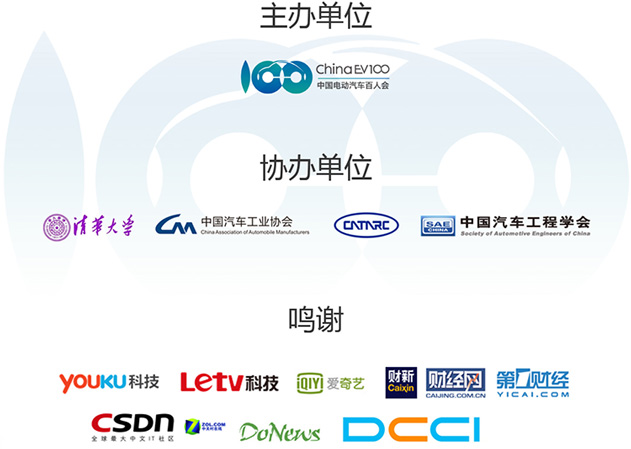 主办单位
100 China EV100
中国电动汽车百人会
协办单位
清华大学 CAAM 中国汽车工业协会 CATARC SAE 中国汽车工程学会
China Association of Automobile Manufacturers CHINA Society of Automotive Engineers of China
鸣谢
YOUKU科技 Letv科技 iQIYI 爱奇艺 财新 财经网 第一财经
Caixin CAIJING.COM.CN YICAI.COM
CSDN ZOL.COM DoNews DCCI
全球最大中文IT社区 中关村在线